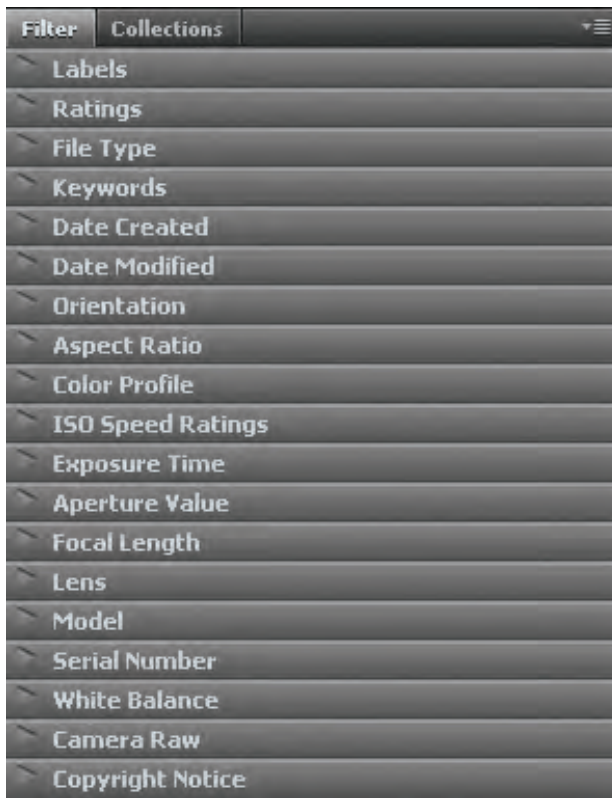 Filter Collections
Labels
Ratings
File Type
Keywords
Date Created
Date Modified
Orientation
Aspect Ratio
Color Profile
ISO Speed Ratings
Exposure Time
Aperture Value
Focal Length
Lens
Model
Serial Number
White Balance
Camera Raw
Copyright Notice